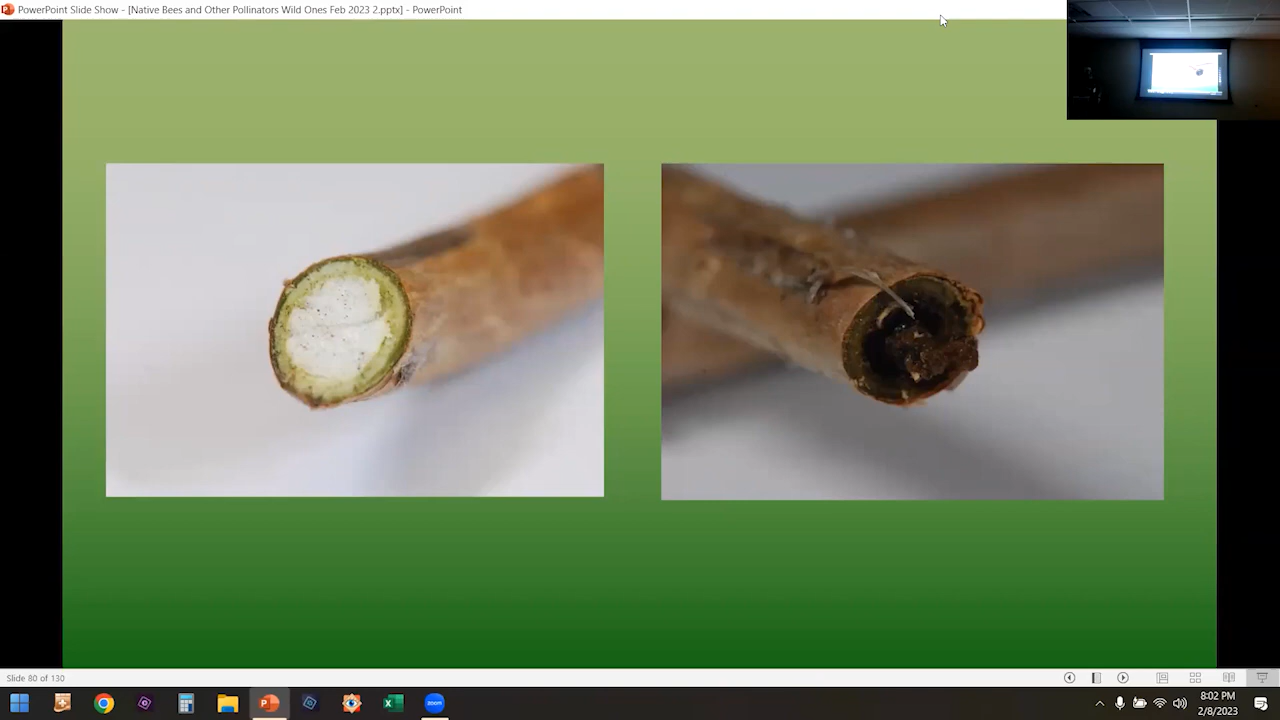 PowerPoint Slide Show - [Native Bees and Other Pollinators Wild Ones Feb 2023 2.pptx] - PowerPoint
Slide 80 of 130
zoom
8:02 PM
2/8/2023